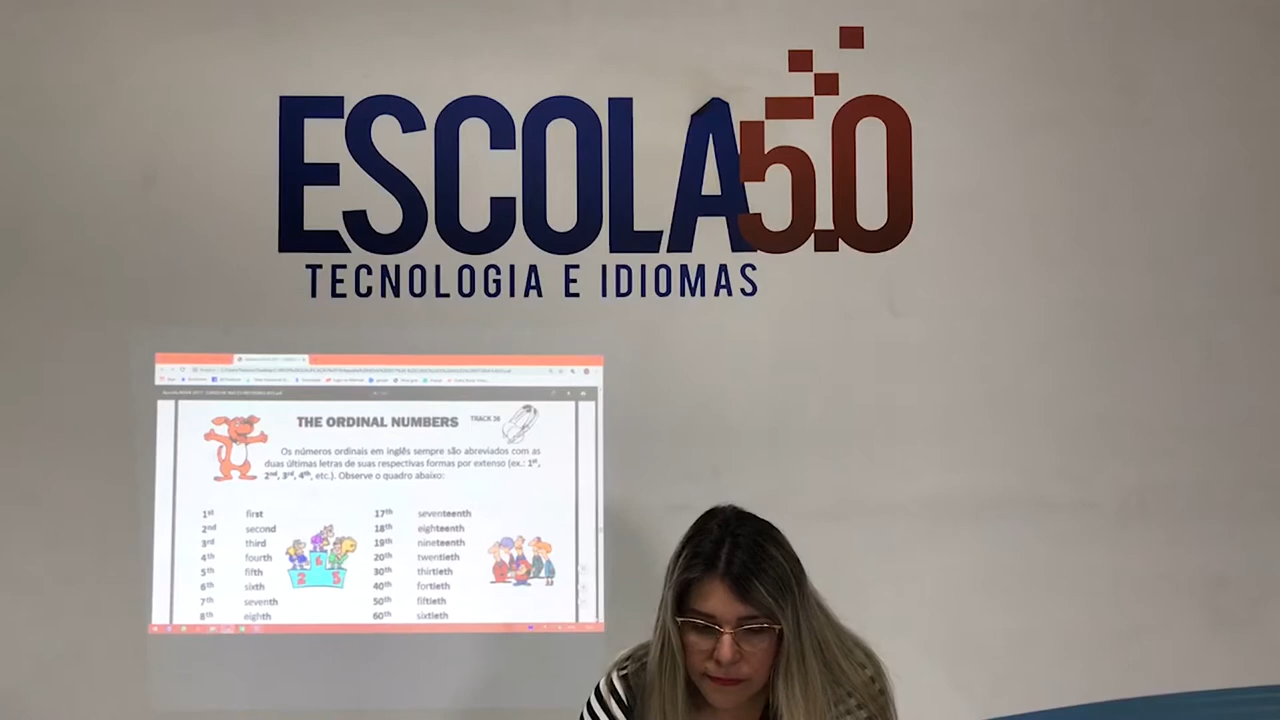 ESCOLA 5.0
TECNOLOGIA E IDIOMAS
THE ORDINAL NUMBERS
TRACK 38
Os números ordinais em inglês sempre são abreviados com as
duas últimas letras de suas respectivas formas por extenso (ex.: 1st,
2nd, 3rd, 4th, etc.). Observe o quadro abaixo:
1st first
2nd second
3rd third
4th fourth
5th fifth
6th sixth
7th seventh
8th eighth
17th seventeenth
18th eighteenth
19th nineteenth
20th twentieth
30th thirtieth
40th fortieth
50th fiftieth
60th sixtieth